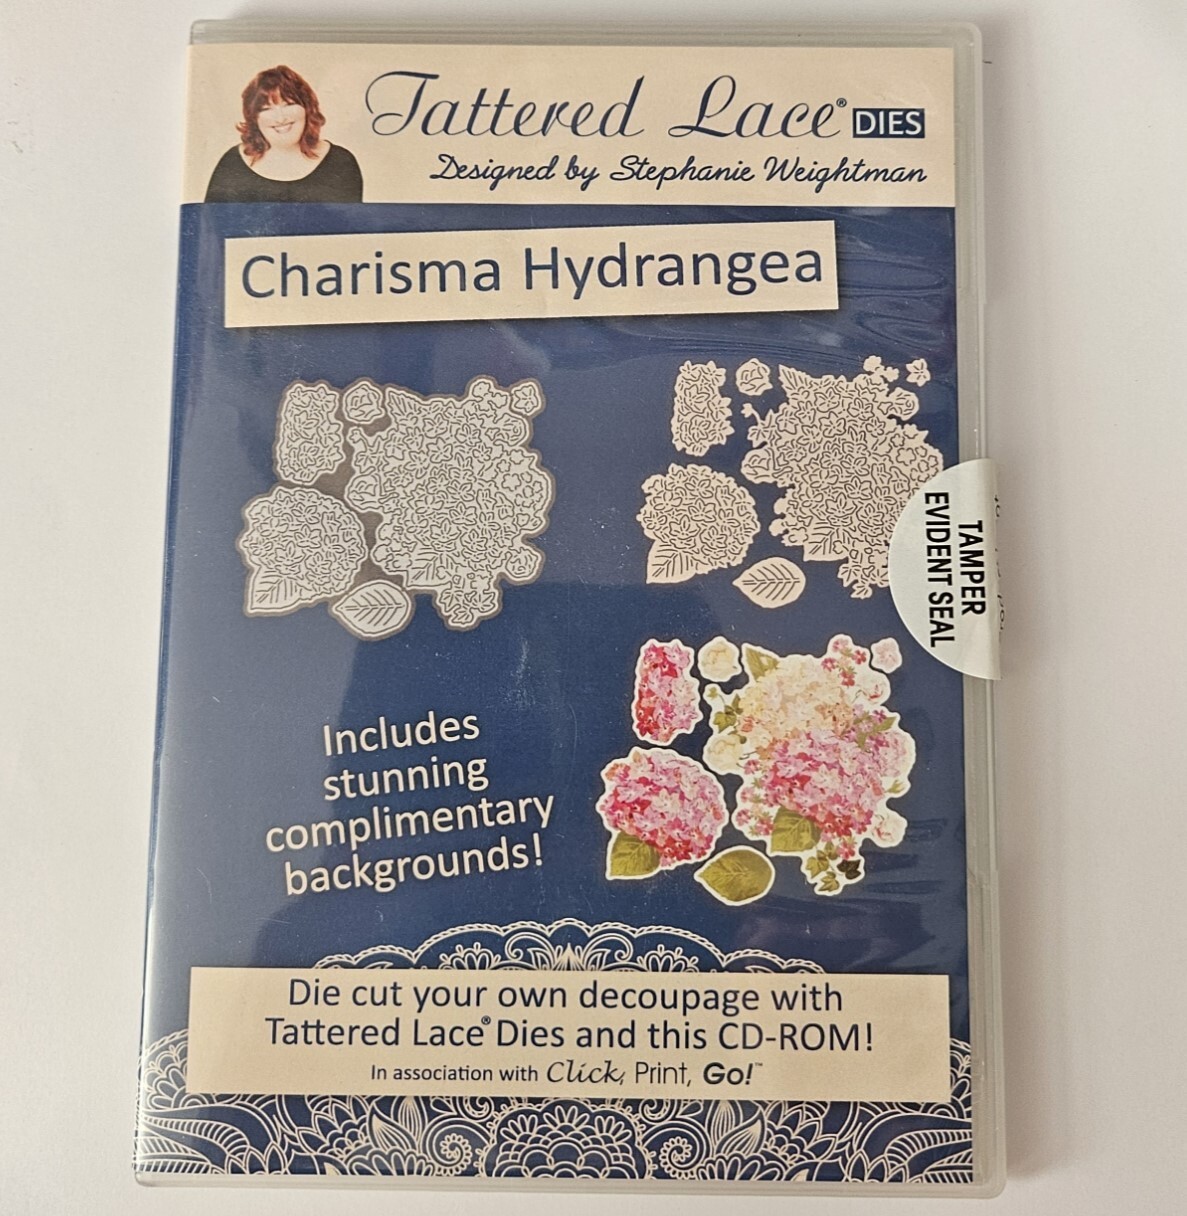 Tattered Lace® DIES
Designed by Stephanie Weightman
Charisma Hydrangea
TAMPER
EVIDENT SEAL
Includes
stunning
complimentary
backgrounds!
Die cut your own decoupage with
Tattered Lace® Dies and this CD-ROM!
In association with Click, Print, Go!™